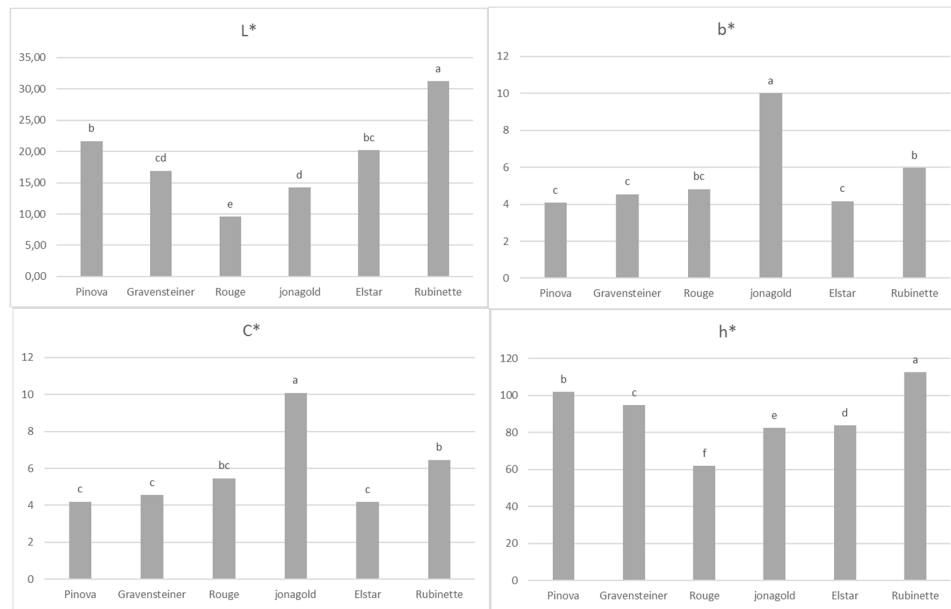 L*
35,00
30,00
25,00
20,00
15,00
10,00
5,00
0,00
b
cd
e
d
bc
a
Pinova Gravensteiner Rouge jonagold Elstar Rubinette
b*
12
10
8
6
4
2
0
c
c
bc
a
c
b
Pinova Gravensteiner Rouge jonagold Elstar Rubinette
C*
12
10
8
6
4
2
0
c
c
bc
a
c
b
Pinova Gravensteiner Rouge jonagold Elstar Rubinette
h*
120
100
80
60
40
20
0
b
c
f
e
d
a
Pinova Gravensteiner Rouge jonagold Elstar Rubinette